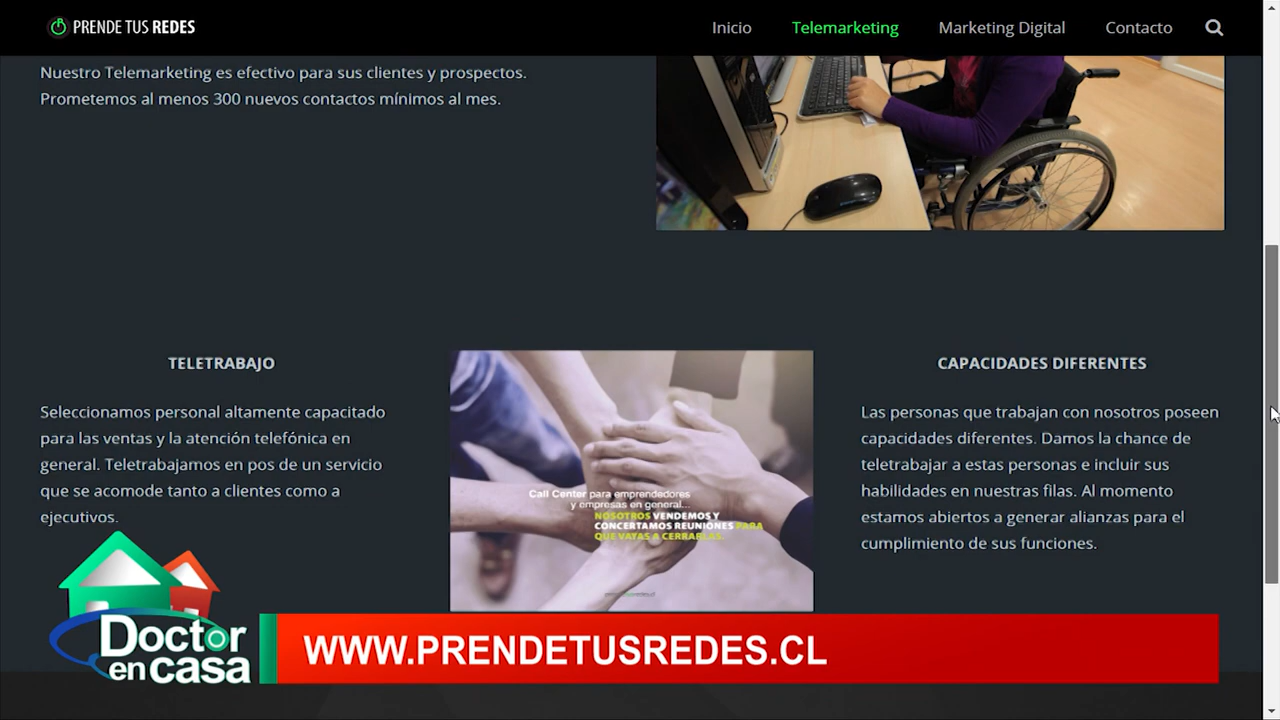 PRENDE TUS REDES
Inicio
Telemarketing
Marketing Digital
Contacto
Nuestro Telemarketing es efectivo para sus clientes y prospectos.
Prometemos al menos 300 nuevos contactos mínimos al mes.
TELETRABAJO
Seleccionamos personal altamente capacitado
para las ventas y la atención telefónica en
general. Teletrabajamos en pos de un servicio
que se acomode tanto a clientes como a
ejecutivos.
Call Center para emprendedores
y empresas en general...
NOSOTROS VENDEMOS Y
CONCERTAMOS REUNIONES PARA
QUE VAYAS A CERRARLAS.
CAPACIDADES DIFERENTES
Las personas que trabajan con nosotros poseen
capacidades diferentes. Damos la chance de
teletrabajar a estas personas e incluir sus
habilidades en nuestras filas. Al momento
estamos abiertos a generar alianzas para el
cumplimiento de sus funciones.
Doctor
en casa
WWW.PRENDETUSREDES.CL